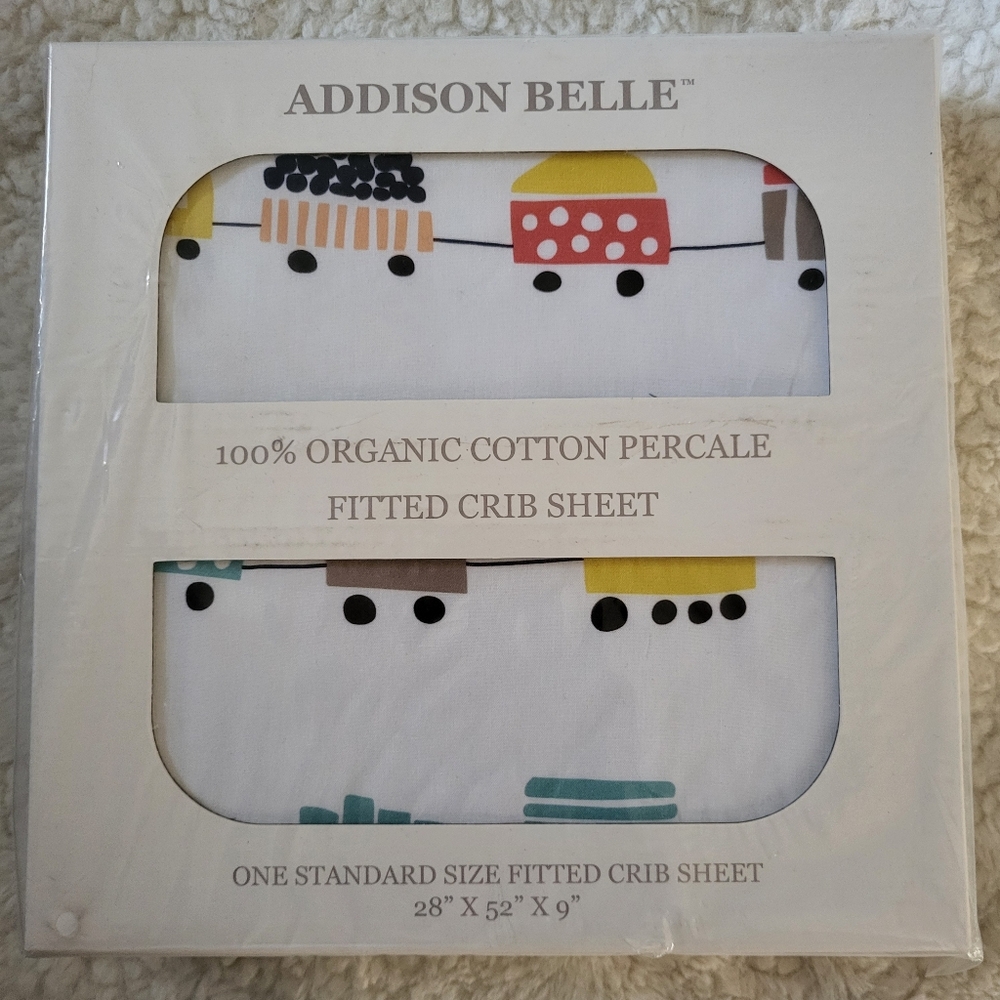 ADDISON BELLE™
100% ORGANIC COTTON PERCALE
FITTED CRIB SHEET
ONE STANDARD SIZE FITTED CRIB SHEET
28” X 52” X 9”